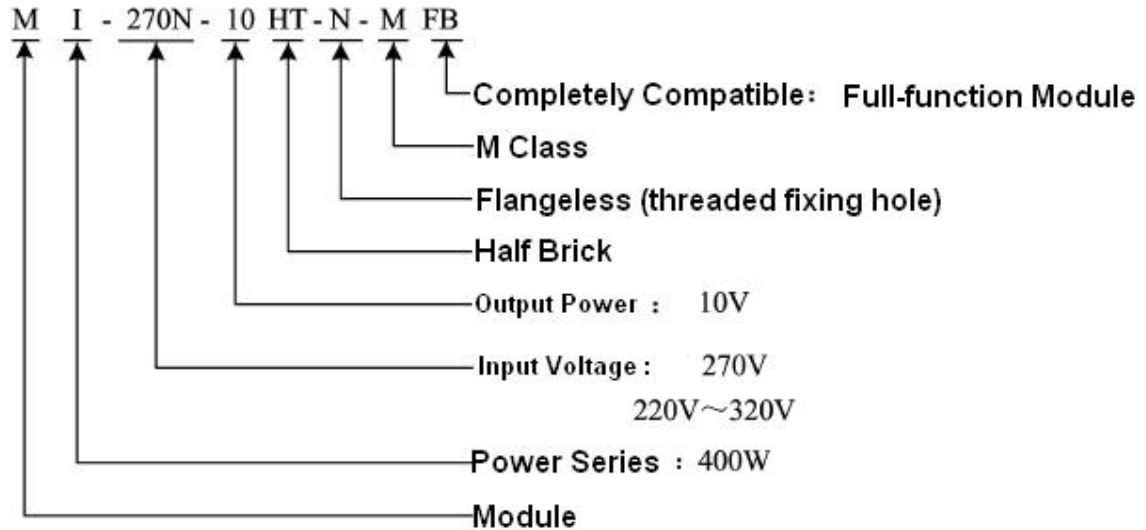 M I - 270N - 10 HT - N - M FB
Completely Compatible： Full-function Module
M Class
Flangeless (threaded fixing hole)
Half Brick
Output Power ： 10V
Input Voltage： 270V
220V～320V
Power Series ：400W
Module